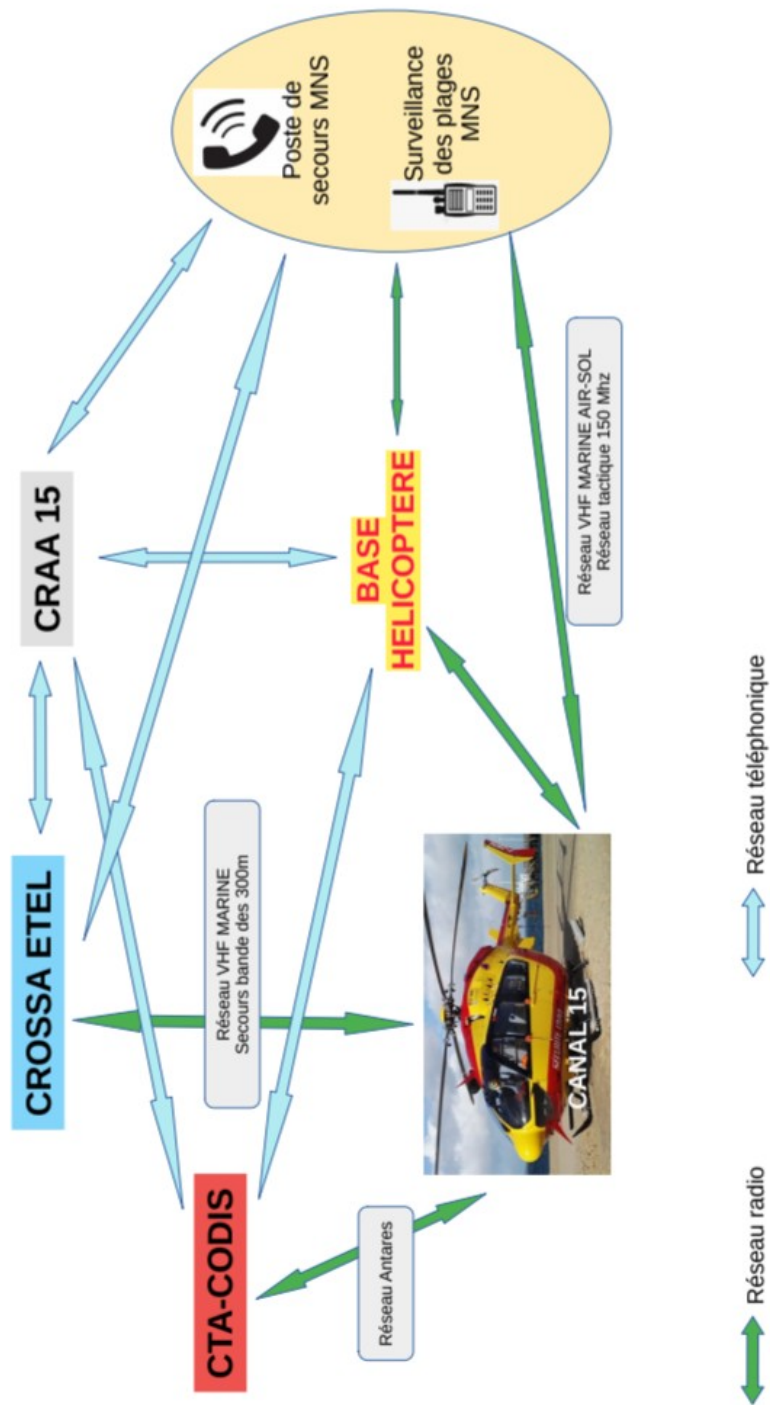 CROSSA ETEL
CRAA 15
Poste de
secours MNS
Surveillance
des plages
MNS
CTA-CODIS
Réseau VHF MARINE
Secours bande des 300m
BASE
HELICOPTERE
Réseau Antares
CANAL 15
Réseau VHF MARINE AIR-SOL
Réseau tactique 150 Mhz
Réseau radio
Réseau téléphonique